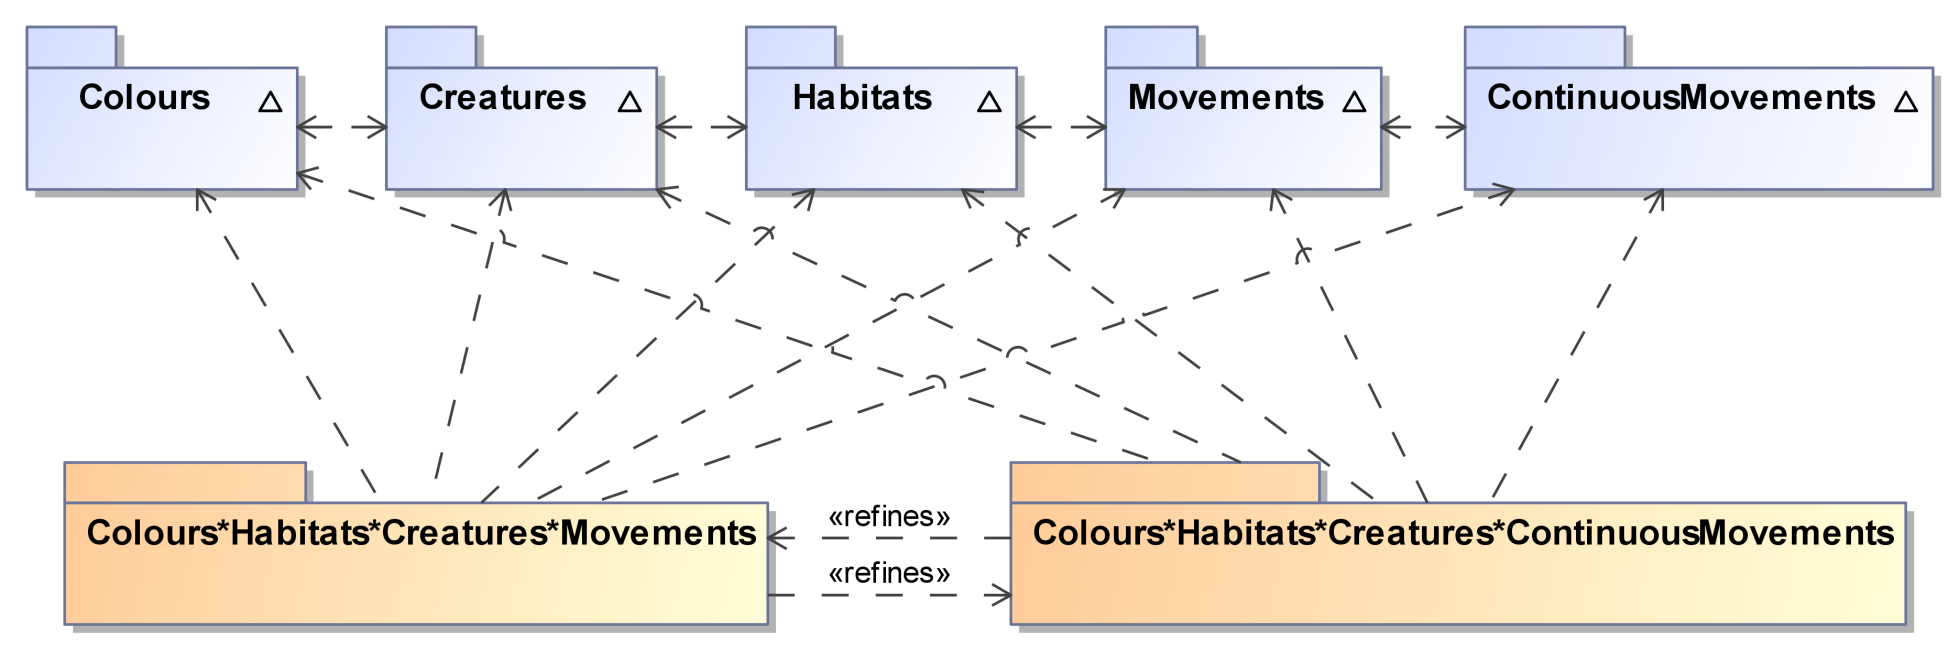 Colours
Creatures
Habitats
Movements
ContinuousMovements
Colours*Habitats*Creatures*Movements
«refines»
«refines»
Colours*Habitats*Creatures*ContinuousMovements